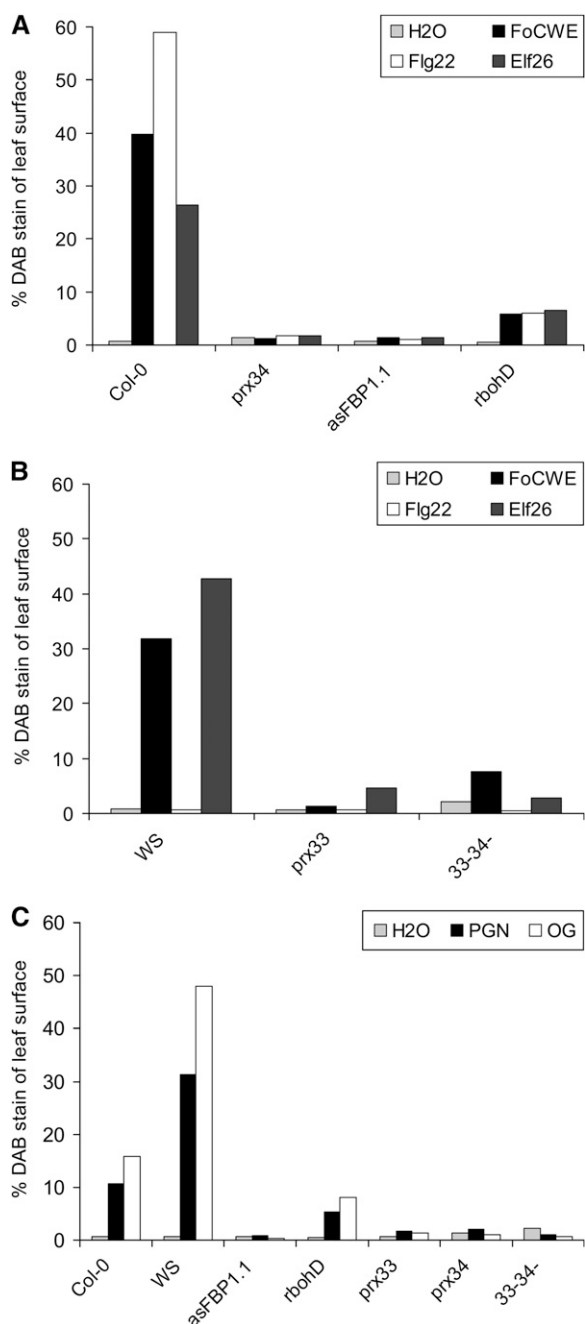 A
H2O FoCWE
Flg22 Elf26
% DAB stain of leaf surface
60
50
40
30
20
10
0
Col-0 prx34 asFBP1.1 rbohD
B
H2O FoCWE
Flg22 Elf26
% DAB stain of leaf surface
60
50
40
30
20
10
0
WS prx33 33-34-
C
H2O PGN OG
% DAB stain of leaf surface
60
50
40
30
20
10
0
Col-0 WS asFBP1.1 rbohD prx33 prx34 33-34-